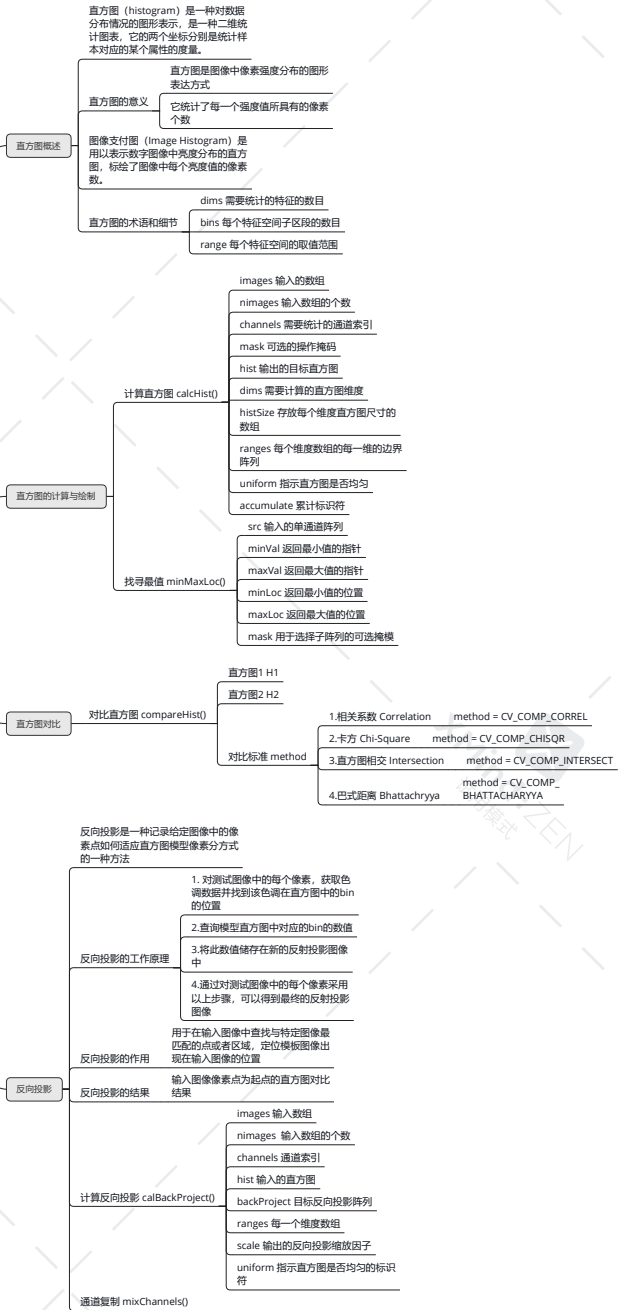 直方图（histogram）是一种对数据
分布情况的图形表示，是一种二维统
计图表，它的两个坐标分别是统计样
本对应的某个属性的度量。
直方图概述
直方图的意义
直方图是图像中像素强度分布的图形
表达方式
它统计了每一个强度值所具有的像素
个数
图像支付图（Image Histogram）是
用以表示数字图像中亮度分布的直方
图，标绘了图像中每个亮度值的像素
数。
直方图的术语和细节
dims 需要统计的特征的数目
bins 每个特征空间子区段的数目
range 每个特征空间的取值范围
直方图的计算与绘制
计算直方图 calcHist()
images 输入的数组
nimages 输入数组的个数
channels 需要统计的通道索引
mask 可选的操作掩码
hist 输出的目标直方图
dims 需要计算的直方图维度
histSize 存放每个维度直方图尺寸的
数组
ranges 每个维度数组的每一维的边界
阵列
uniform 指示直方图是否均匀
accumulate 累计标识符
找寻最值 minMaxLoc()
src 输入的单通道阵列
minVal 返回最小值的指针
maxVal 返回最大值的指针
minLoc 返回最小值的位置
maxLoc 返回最大值的位置
mask 用于选择子阵列的可选掩模
直方图对比
对比直方图 compareHist()
直方图1 H1
直方图2 H2
对比标准 method
1.相关系数 Correlation method = CV_COMP_CORREL
2.卡方 Chi-Square method = CV_COMP_CHISQR
3.直方图相交 Intersection method = CV_COMP_INTERSECT
4.巴式距离 Bhattachryya method = CV_COMP_
BHATTACHARYYA
反向投影
反向投影是一种记录给定图像中的像
素点如何适应直方图模型像素分方式
的一种方法
反向投影的工作原理
1. 对测试图像中的每个像素，获取色
调数据并找到该色调在直方图中的bin
的位置
2.查询模型直方图中对应的bin的数值
3.将此数值储存在新的反射投影图像
中
4.通过对测试图像中的每个像素采用
以上步骤，可以得到最终的反射投影
图像
反向投影的作用
用于在输入图像中查找与特定图像最
匹配的点或者区域，定位模板图像出
现在输入图像的位置
反向投影的结果
输入图像像素点为起点的直方图对比
结果
计算反向投影 calBackProject()
images 输入数组
nimages 输入数组的个数
channels 通道索引
hist 输入的直方图
backProject 目标反向投影阵列
ranges 每一个维度数组
scale 输出的反向投影缩放因子
uniform 指示直方图是否均匀的标识
符
通道复制 mixChannels()